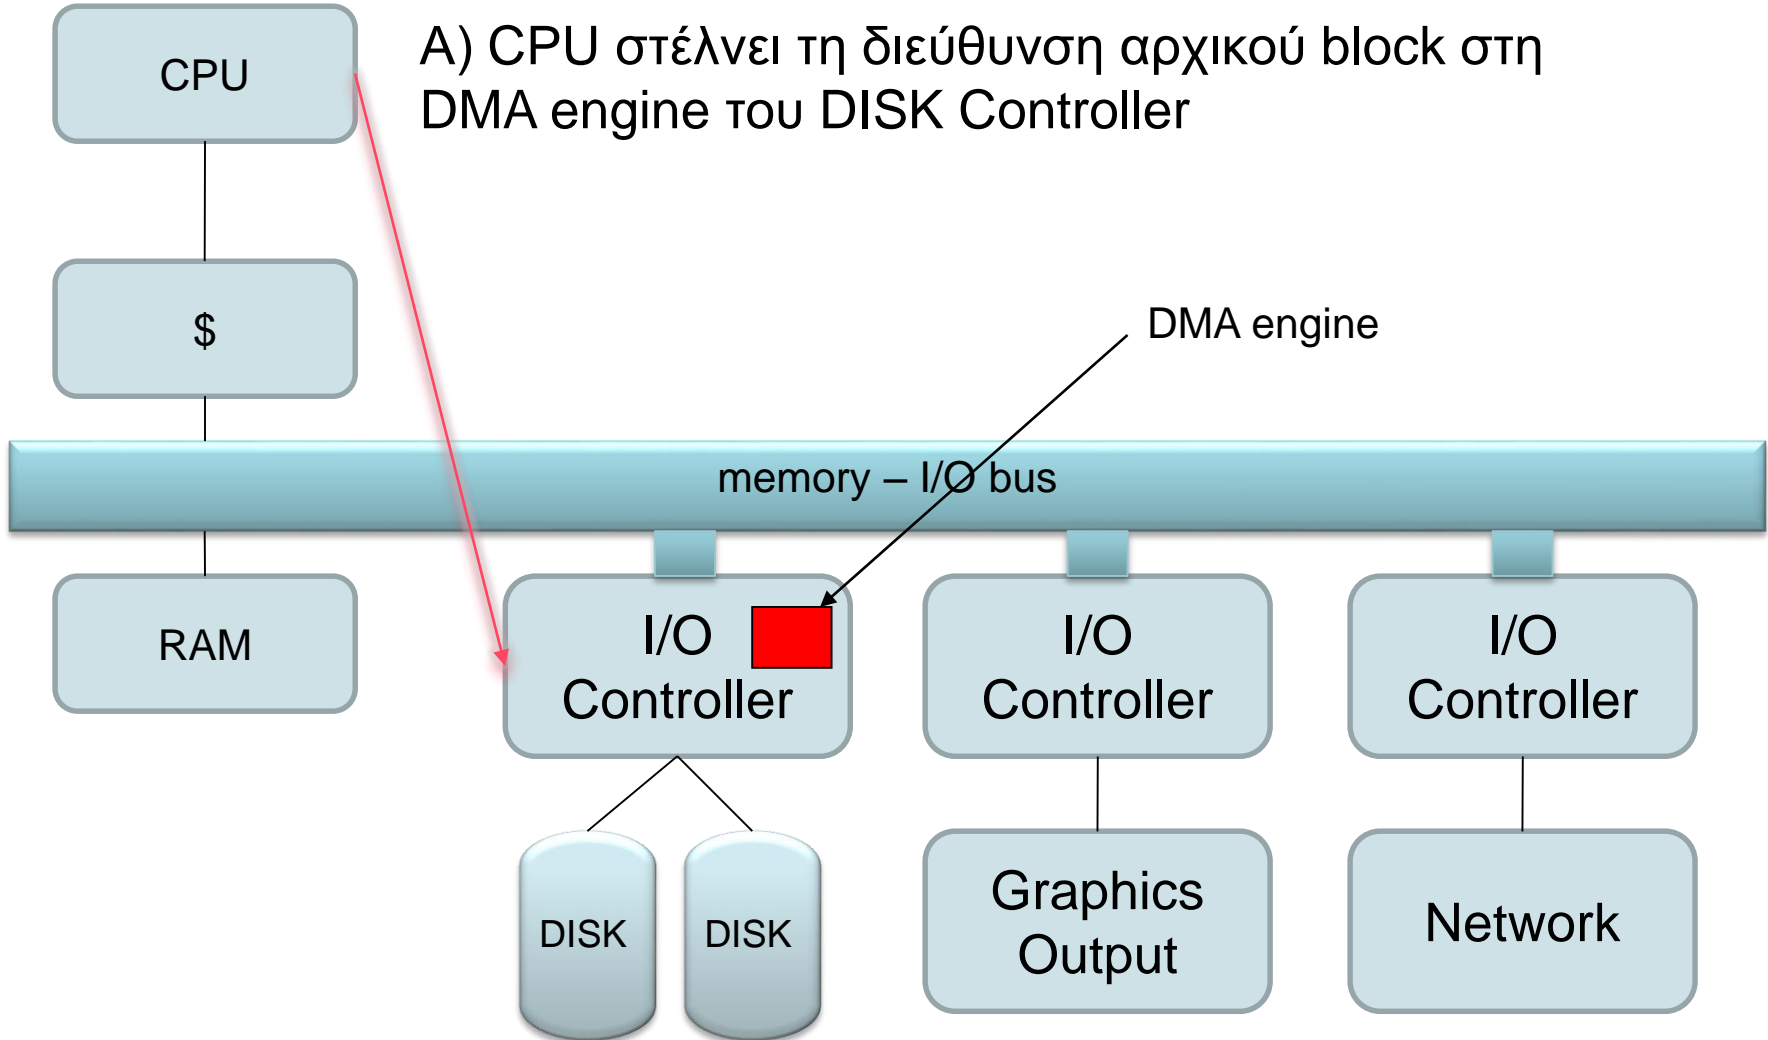 CPU
Α) CPU στέλνει τη διεύθυνση αρχικού block στη
DMA engine του DISK Controller
$
DMA engine
memory – I/O bus
RAM
I/O
Controller
I/O
Controller
I/O
Controller
DISK
DISK
Graphics
Output
Network